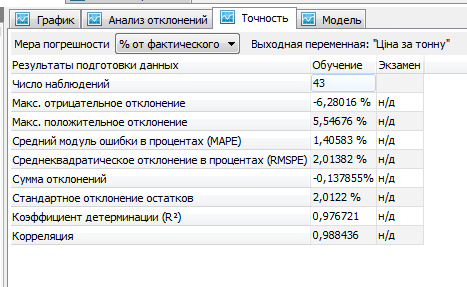 График Анализ отклонений Точность Модель
Мера погрешности % от фактического Выходная переменная: "Ціна за тонну"
Результаты подготовки данных Обучение Экзамен
Число наблюдений 43
Макс. отрицательное отклонение -6,28016 % н/д
Макс. положительное отклонение 5,54676 % н/д
Средний модуль ошибки в процентах (MAPE) 1,40583 % н/д
Среднеквадратическое отклонение в процентах (RMSPE) 2,01382 % н/д
Сумма отклонений -0,137855% н/д
Стандартное отклонение остатков 2,0122 % н/д
Коэффициент детерминации (R²) 0,976721 н/д
Корреляция 0,988436 н/д